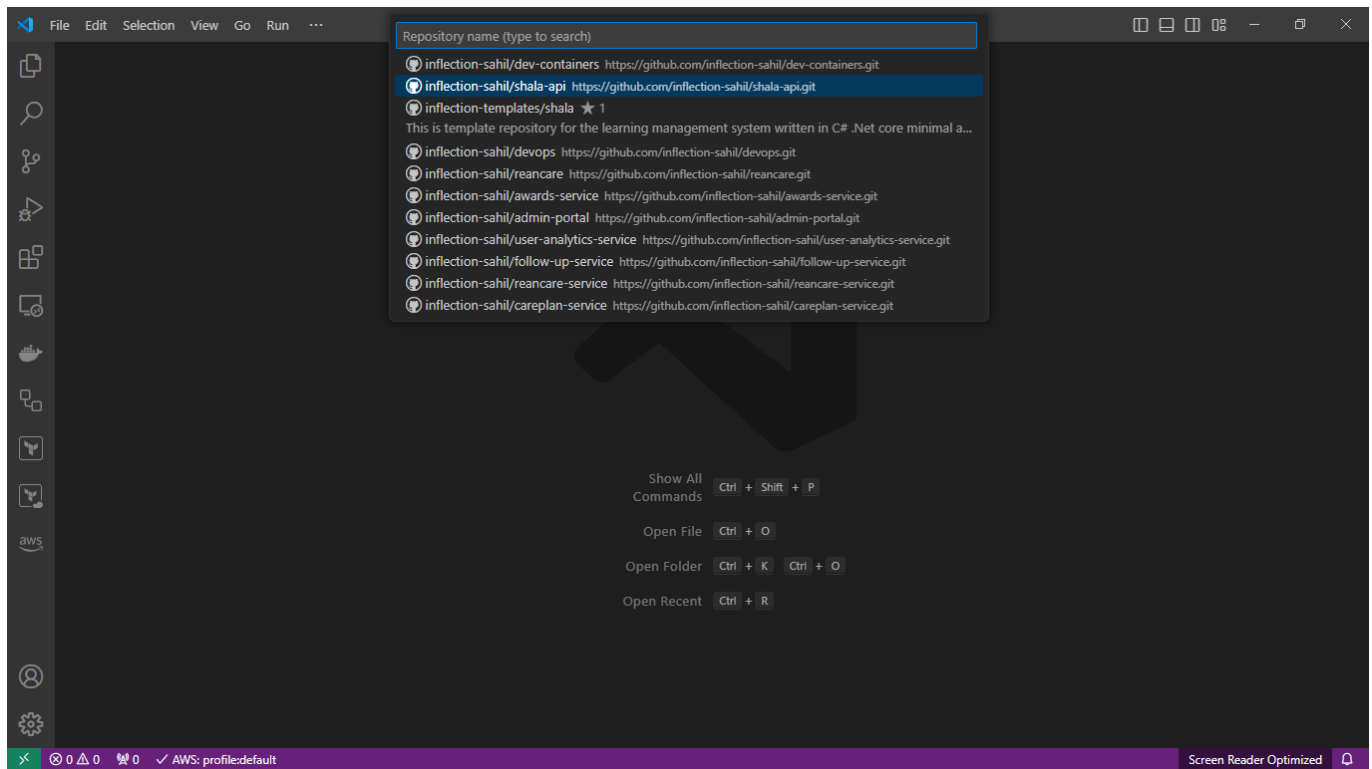 File Edit Selection View Go Run ···
Repository name (type to search)
inflection-sahil/dev-containers https://github.com/inflection-sahil/dev-containers.git
inflection-sahil/shala-api https://github.com/inflection-sahil/shala-api.git
inflection-templates/shala ★ 1
This is template repository for the learning management system written in C# .Net core minimal a...
inflection-sahil/devops https://github.com/inflection-sahil/devops.git
inflection-sahil/reancare https://github.com/inflection-sahil/reancare.git
inflection-sahil/awards-service https://github.com/inflection-sahil/awards-service.git
inflection-sahil/admin-portal https://github.com/inflection-sahil/admin-portal.git
inflection-sahil/user-analytics-service https://github.com/inflection-sahil/user-analytics-service.git
inflection-sahil/follow-up-service https://github.com/inflection-sahil/follow-up-service.git
inflection-sahil/reancare-service https://github.com/inflection-sahil/reancare-service.git
inflection-sahil/careplan-service https://github.com/inflection-sahil/careplan-service.git
aws
Show All
Commands Ctrl + Shift + P
Open File Ctrl + O
Open Folder Ctrl + K Ctrl + O
Open Recent Ctrl + R
0 0 0 AWS: profile:default Screen Reader Optimized